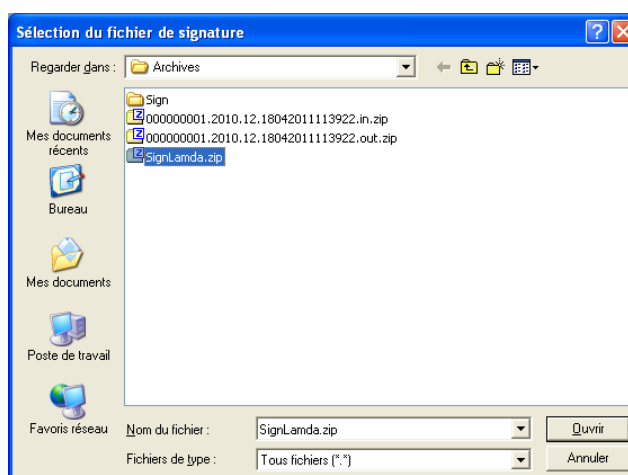 Sélection du fichier de signature
Regarder dans :
Archives
Mes documents
récents
Bureau
Mes documents
Poste de travail
Favoris réseau
Sign
000000001.2010.12.18042011113922.in.zip
000000001.2010.12.18042011113922.out.zip
SignLamda.zip
Nom du fichier :
SignLamda.zip
Ouvrir
Fichiers de type :
Tous fichiers (*.*)
Annuler